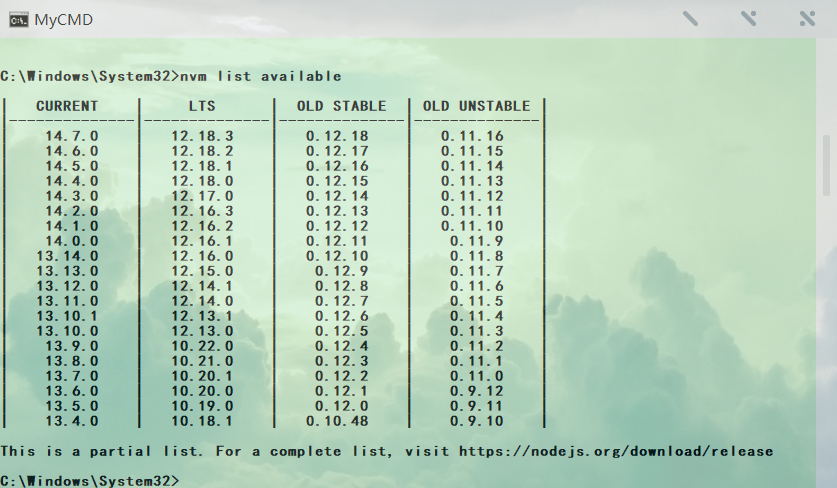 MyCMD
C:\Windows\System32>nvm list available
| CURRENT | LTS | OLD STABLE | OLD UNSTABLE |
|--------------|--------------|--------------|--------------|
| 14.7.0 | 12.18.3 | 0.12.18 | 0.11.16 |
| 14.6.0 | 12.18.2 | 0.12.17 | 0.11.15 |
| 14.5.0 | 12.18.1 | 0.12.16 | 0.11.14 |
| 14.4.0 | 12.18.0 | 0.12.15 | 0.11.13 |
| 14.3.0 | 12.17.0 | 0.12.14 | 0.11.12 |
| 14.2.0 | 12.16.3 | 0.12.13 | 0.11.11 |
| 14.1.0 | 12.16.2 | 0.12.12 | 0.11.10 |
| 14.0.0 | 12.16.1 | 0.12.11 | 0.11.9 |
| 13.14.0 | 12.16.0 | 0.12.10 | 0.11.8 |
| 13.13.0 | 12.15.0 | 0.12.9 | 0.11.7 |
| 13.12.0 | 12.14.1 | 0.12.8 | 0.11.6 |
| 13.11.0 | 12.14.0 | 0.12.7 | 0.11.5 |
| 13.10.1 | 12.13.1 | 0.12.6 | 0.11.4 |
| 13.10.0 | 12.13.0 | 0.12.5 | 0.11.3 |
| 13.9.0 | 10.22.0 | 0.12.4 | 0.11.2 |
| 13.8.0 | 10.21.0 | 0.12.3 | 0.11.1 |
| 13.7.0 | 10.20.1 | 0.12.2 | 0.11.0 |
| 13.6.0 | 10.20.0 | 0.12.1 | 0.9.12 |
| 13.5.0 | 10.19.0 | 0.12.0 | 0.9.11 |
| 13.4.0 | 10.18.1 | 0.10.48 | 0.9.10 |
This is a partial list. For a complete list, visit https://nodejs.org/download/release
C:\Windows\System32>